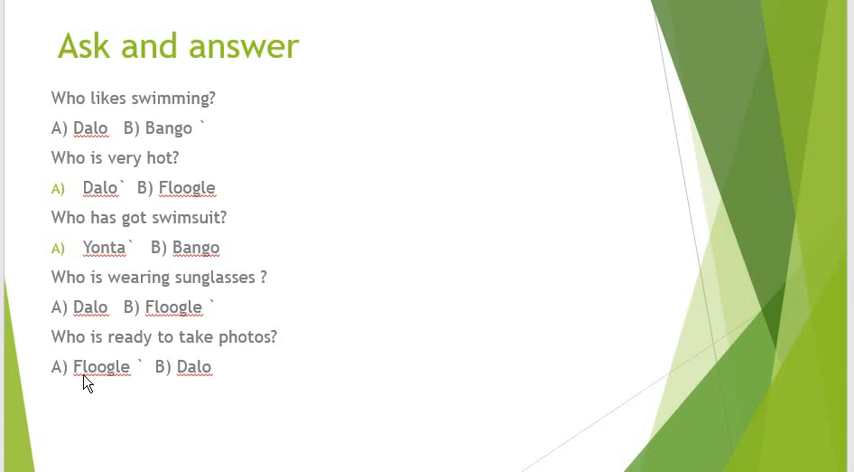 Ask and answer
Who likes swimming?
A) Dalo B) Bango `
Who is very hot?
A) Dalo` B) Floogle
Who has got swimsuit?
A) Yonta` B) Bango
Who is wearing sunglasses ?
A) Dalo B) Floogle `
Who is ready to take photos?
A) Floogle ` B) Dalo